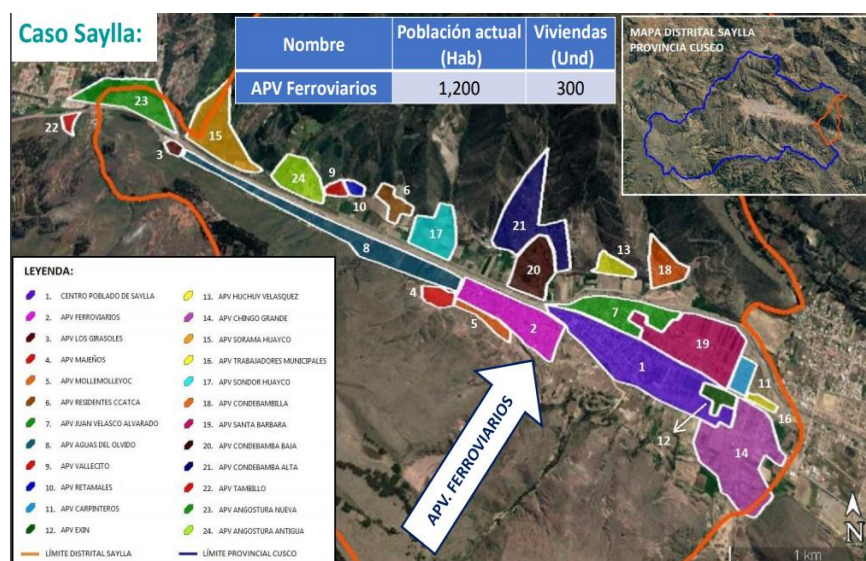 Caso Saylla:
Nombre
Población actual
(Hab)
Viviendas
(Und)
APV Ferroviarios
1,200
300
MAPA DISTRITAL SAYLLA
PROVINCIA CUSCO
23
22
15
3
24
9
10
6
17
21
8
13
18
20
4
5
2
7
19
1
11
16
12
14
APV. FERROVIARIOS
N
1 km
LEYENDA:
1. CENTRO POBLADO DE SAYLLA
2. APV FERROVIARIOS
3. APV LOS GIRASOLES
4. APV MAJEÑOS
5. APV MOLLEMOLLEYOC
6. APV RESIDENTES CCATCA
7. APV JUAN VELASCO ALVARADO
8. APV AGUAS DEL OLVIDO
9. APV VALLECITO
10. APV RETAMALES
11. APV CARPINTEROS
12. APV EXIN
13. APV HUCHUY VELASQUEZ
14. APV CHINGO GRANDE
15. APV SORAMA HUAYCO
16. APV TRABAJADORES MUNICIPALES
17. APV SONDOR HUAYCO
18. APV CONDEBAMBILLA
19. APV SANTA BARBARA
20. APV CONDEBAMBA BAJA
21. APV CONDEBAMBA ALTA
22. APV TAMBILLO
23. APV ANGOSTURA NUEVA
24. APV ANGOSTURA ANTIGUA
LÍMITE DISTRITAL SAYLLA
LÍMITE PROVINCIAL CUSCO